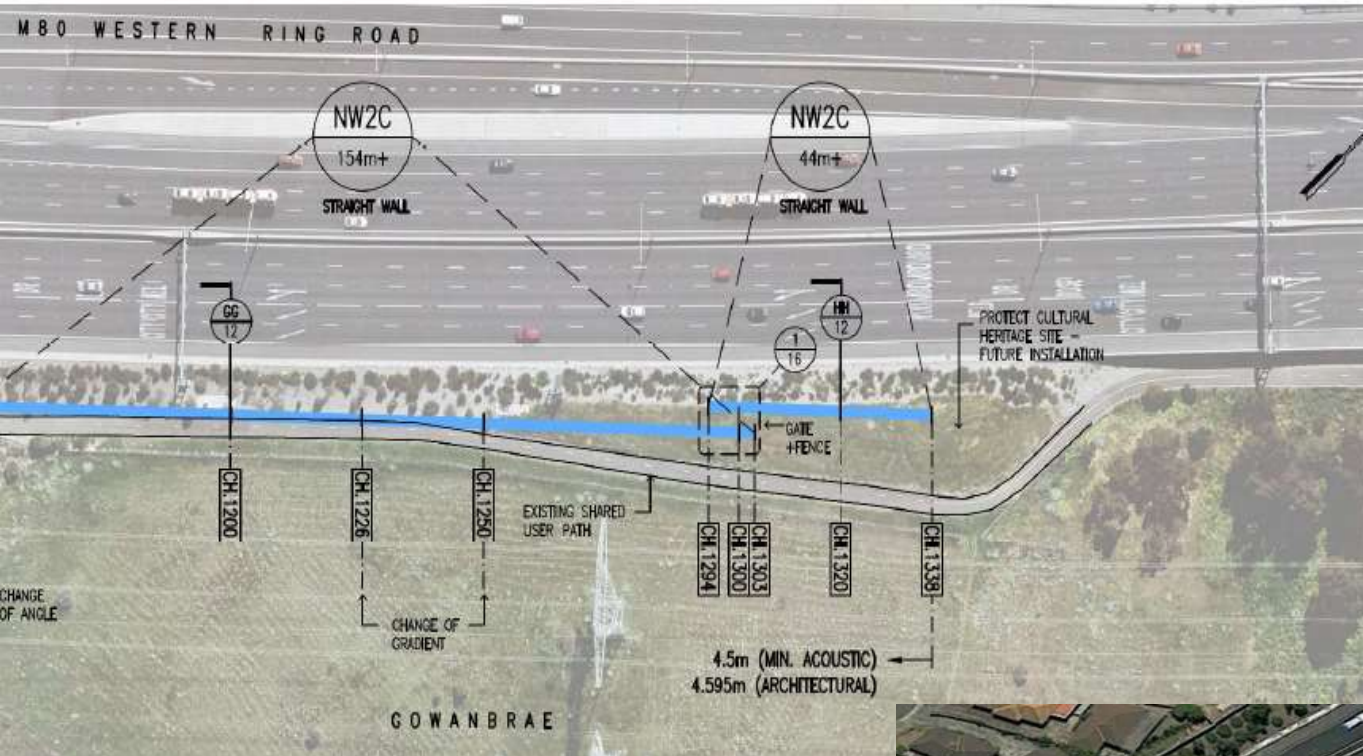 M80 WESTERN RING ROAD
NW2C
154m+
STRAIGHT WALL
NW2C
44m+
STRAIGHT WALL
GG
12
HH
12
1
16
PROTECT CULTURAL
HERITAGE SITE –
FUTURE INSTALLATION
GATE
+FENCE
EXISTING SHARED
USER PATH
CH.1200
CH.1226
CH.1250
CH.1294
CH.1300
CH.1303
CH.1320
CH.1338
CHANGE
OF ANGLE
CHANGE OF
GRADIENT
4.5m (MIN. ACOUSTIC)
4.595m (ARCHITECTURAL)
GOWANBRAE